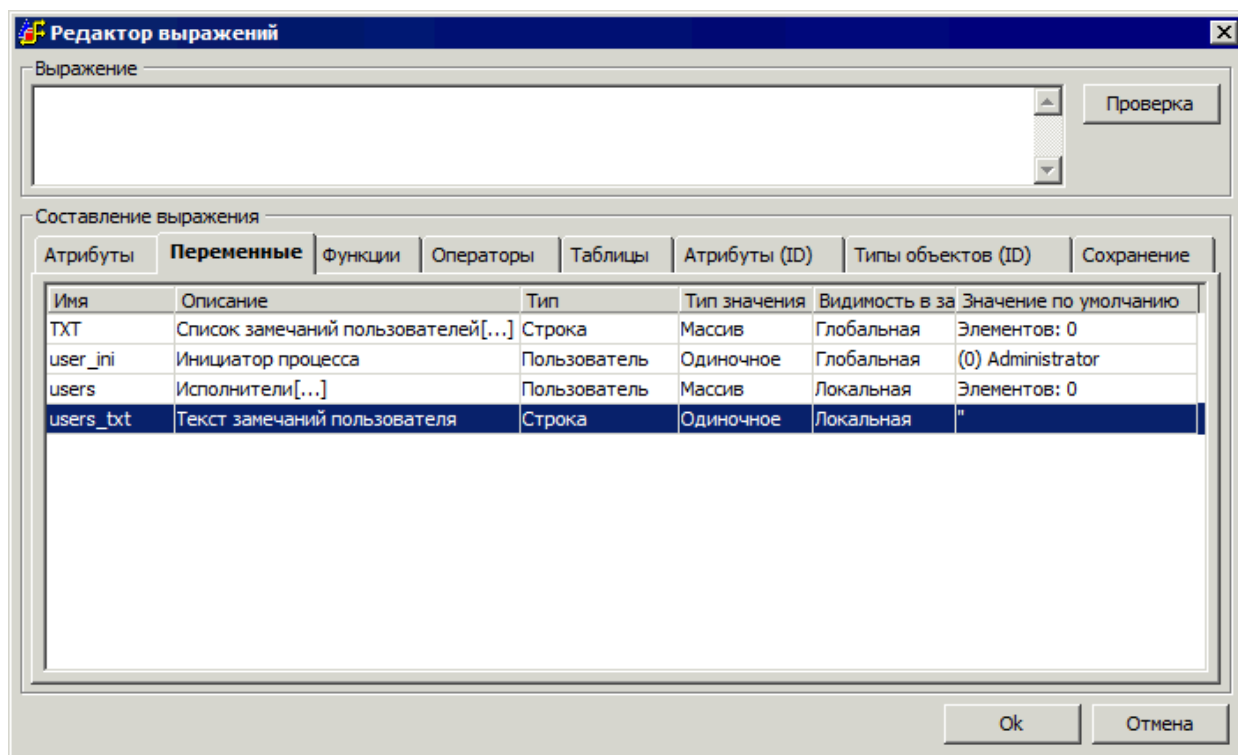 Редактор выражений
Выражение
Проверка
Составление выражения
Атрибуты Переменные Функции Операторы Таблицы Атрибуты (ID) Типы объектов (ID) Сохранение
Имя Описание Тип Тип значения Видимость в за Значение по умолчанию
TXT Список замечаний пользователей[...] Строка Массив Глобальная Элементов: 0
user_ini Инициатор процесса Пользователь Одиночное Глобальная (0) Administrator
users Исполнители[...] Пользователь Массив Локальная Элементов: 0
users_txt Текст замечаний пользователя Строка Одиночное Локальная "
Ok Отмена